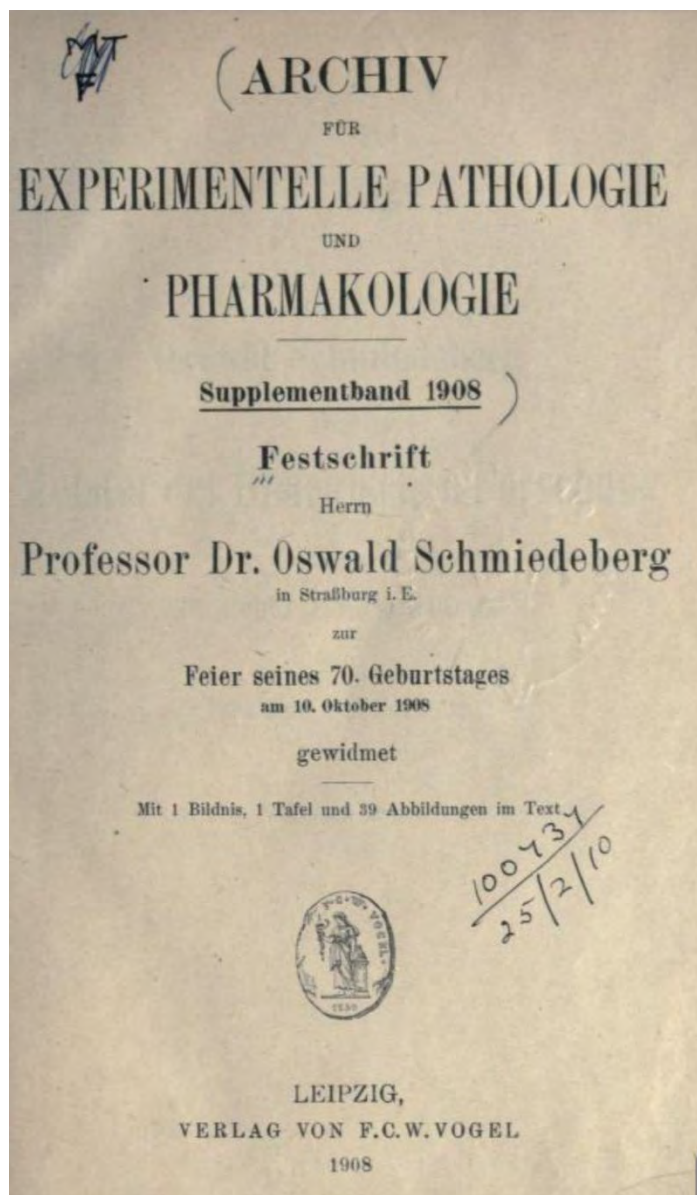 ARCHIV
FÜR
EXPERIMENTELLE PATHOLOGIE
UND
PHARMAKOLOGIE
Supplementband 1908
Festschrift
Herrn
Professor Dr. Oswald Schmiedeberg
in Straßburg i. E.
zur
Feier seines 70. Geburtstages
am 10. Oktober 1908
gewidmet
Mit 1 Bildnis, 1 Tafel und 39 Abbildungen im Text.
25/2/10
F·C·W·VOGEL
LEIPZIG,
VERLAG VON F.C.W.VOGEL
1908